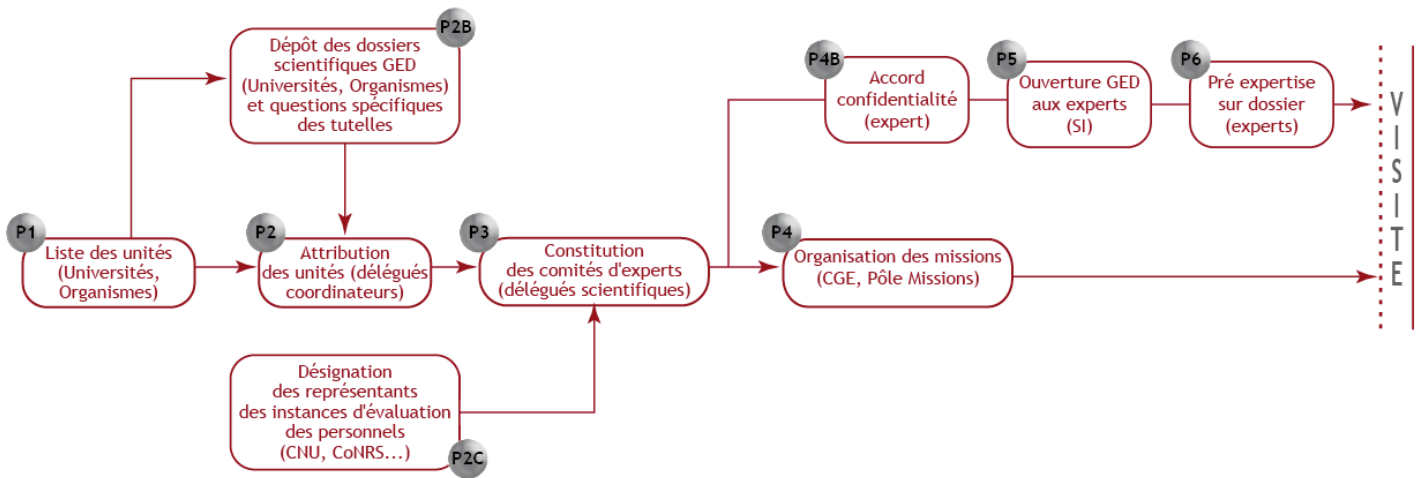 P2B
Dépôt des dossiers
scientifiques GED
(Universités, Organismes)
et questions spécifiques
des tutelles
P4B
Accord
confidentialité
(expert)
P5
Ouverture GED
aux experts
(SI)
P6
Pré expertise
sur dossier
(experts)
VISITE
P1
Liste des unités
(Universités,
Organismes)
P2
Attribution
des unités (délégués
coordinateurs)
P3
Constitution
des comités d'experts
(délégués scientifiques)
P4
Organisation des missions
(CGE, Pôle Missions)
Désignation
des représentants
des instances d'évaluation
des personnels
(CNU, CoNRS...)
P2C